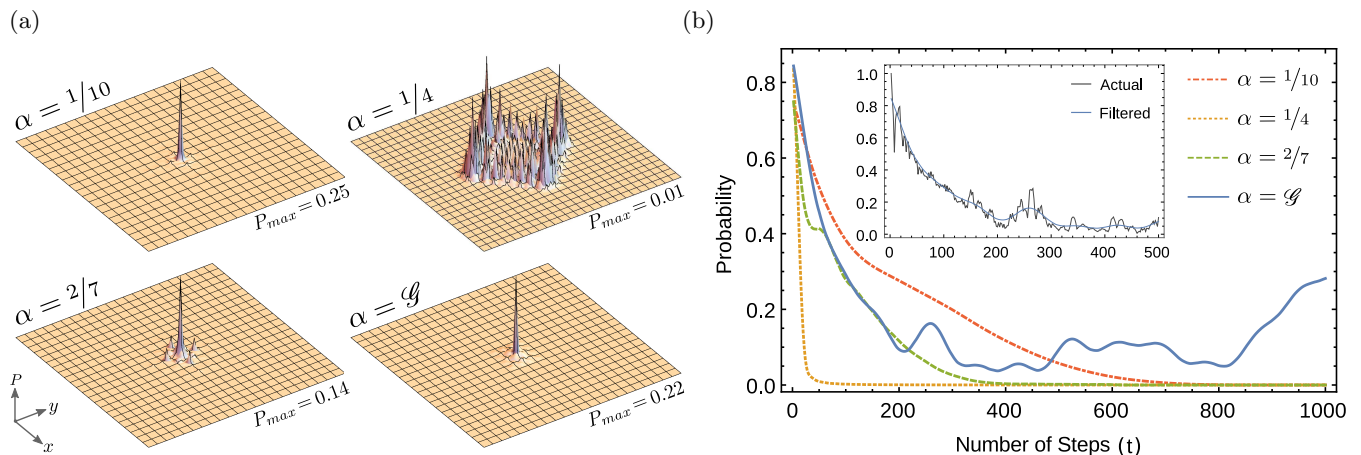 (a)
α = 1/10
P_max = 0.25
α = 1/4
P_max = 0.01
α = 2/7
P_max = 0.14
α = 𝒢
P_max = 0.22
P
y
x
(b)
Probability
0.8
0.6
0.4
0.2
0.0
0 200 400 600 800 1000
Number of Steps (t)
1.0
0.8
0.6
0.4
0.2
0.0
0 100 200 300 400 500
Actual
Filtered
α = 1/10
α = 1/4
α = 2/7
α = 𝒢